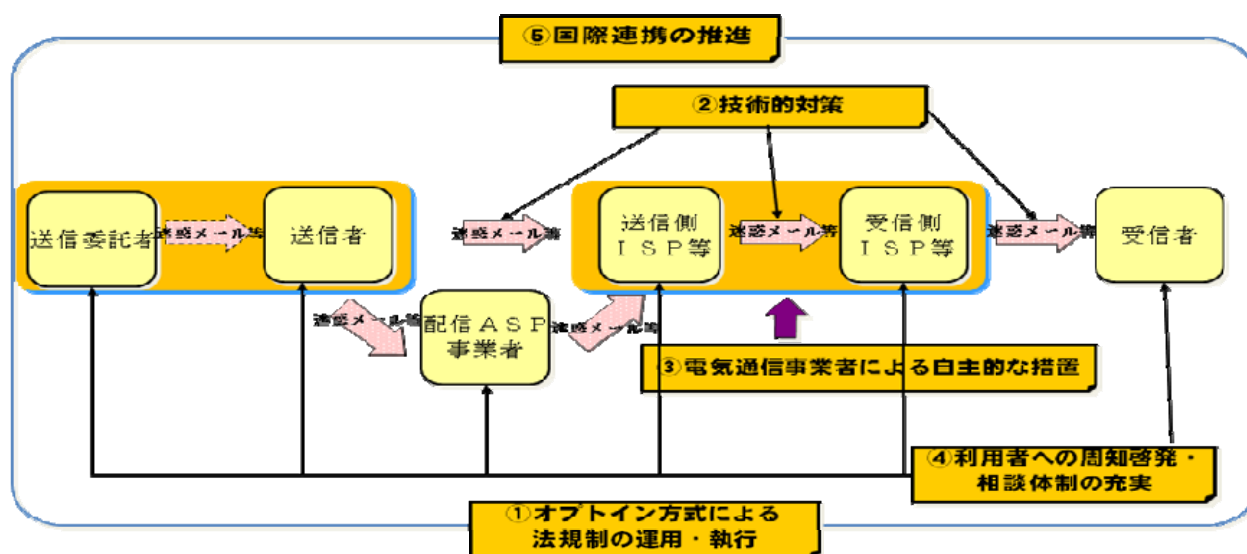 ⑤国際連携の推進
②技術的対策
送信委託者
迷惑メール等
送信者
迷惑メール等
送信側
ISP等
迷惑メール等
受信側
ISP等
迷惑メール等
受信者
迷惑メール等
配信ASP
事業者
迷惑メール等
③電気通信事業者による自主的な措置
④利用者への周知啓発・
相談体制の充実
①オプトイン方式による
法規制の運用・執行